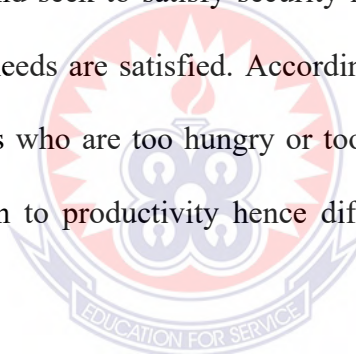 nd seek to satisfy security
eeds are satisfied. Accordin
s who are too hungry or too
n to productivity hence dif
EDUCATION FOR SERVICE